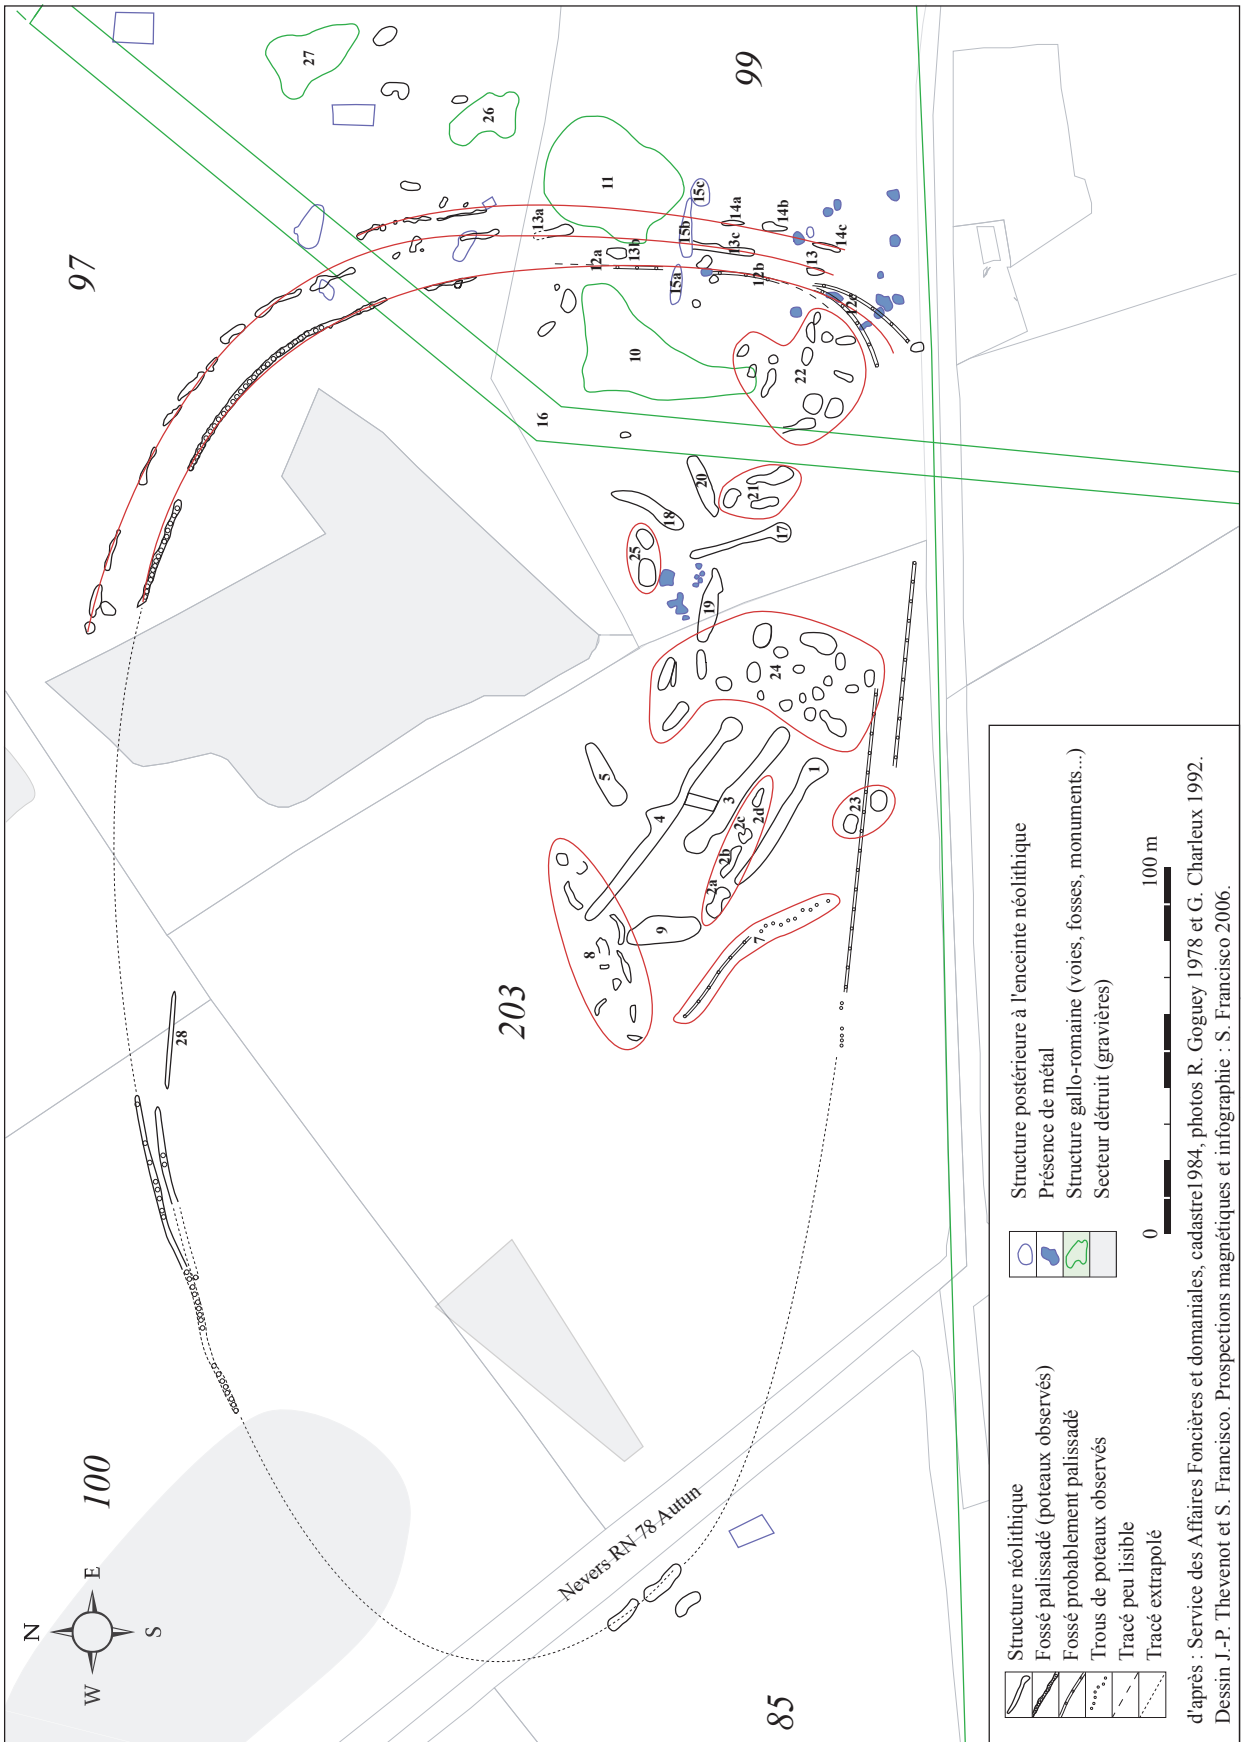 N
W
E
S
100
97
99
203
85
27
26
11
10
16
13a
12a
13b
15a
15b
15c
13c
14a
14b
14c
12b
13
12c
22
18
20
21
25
17
19
24
5
4
3
1
2a
2b
2c
2d
23
8
9
7
28
Nevers RN 78 Autun
Structure néolithique
Fossé palissadé (poteaux observés)
Fossé probablement palissadé
Trous de poteaux observés
Tracé peu lisible
Tracé extrapolé
Structure postérieure à l'enceinte néolithique
Présence de métal
Structure gallo-romaine (voies, fosses, monuments...)
Secteur détruit (gravières)
0
100 m
d'après : Service des Affaires Foncières et domaniales, cadastre1984, photos R. Goguey 1978 et G. Charleux 1992.
Dessin J.-P. Thevenot et S. Francisco. Prospections magnétiques et infographie : S. Francisco 2006.